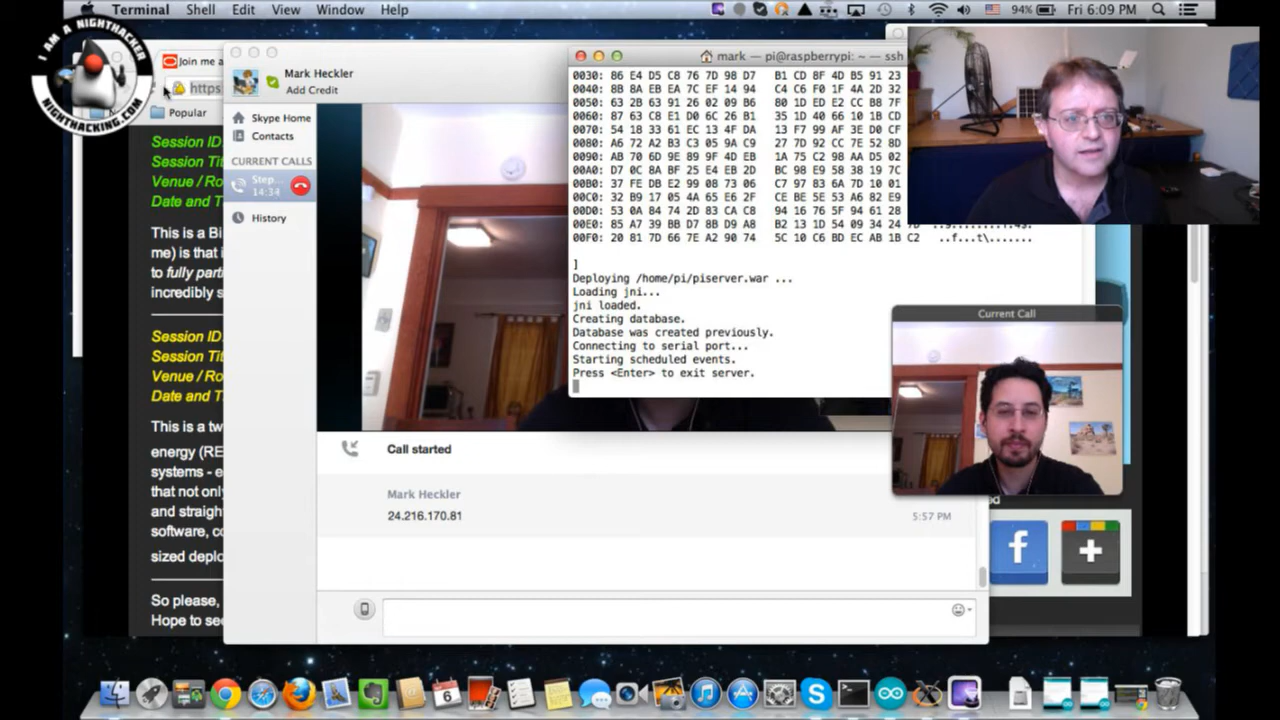 Terminal Shell Edit View Window Help
94% Fri 6:09 PM
I AM A NIGHTHACKER
NIGHTHACKING.COM
Join me a
https
Popular
Session ID
Session Tit
Venue / Ro
Date and T
This is a Bi
me) is that i
to fully parti
incredibly s
Session ID
Session Tit
Venue / Ro
Date and T
This is a two
energy (RE
systems - e
that not only
and straigh
software, co
sized deplo
So please,
Hope to see
Mark Heckler
Add Credit
Skype Home
Contacts
CURRENT CALLS
Step...
14:34
History
mark — pi@raspberrypi: ~ — ssh
0030: 86 E4 D5 C8 76 7D 98 D7 B1 CD 8F 4D B5 91 23
0040: 8B 8A EB EA 7C EF 14 94 C4 C6 F0 1F 4A 2D 32
0050: 63 2B 63 91 26 02 09 B6 80 1D ED E2 CC B8 7F
0060: 87 63 C8 E1 D0 6C 26 B1 35 1D 40 66 10 1B CD
0070: 54 18 33 61 EC 13 4F DA 13 F7 99 AF 3E D0 CF
0080: A6 72 A2 B3 C3 05 9A C9 27 7D 92 CC 7E 52 8D
0090: AB 70 6D 9E 89 9F 4D EB 1A 75 C2 98 AA D5 02
00A0: D7 0C 8A BF 25 E4 EB 2D BC 98 E9 58 38 19 7C
00B0: 37 FE DB E2 99 08 73 06 C7 97 83 6A 7D 10 01
00C0: 32 B9 17 05 4A 65 E6 2F CE BE 5E 53 A6 82 E9
00D0: 53 0A 84 74 2D 83 CA C8 94 16 76 5F 94 61 28
00E0: 85 A7 39 BB D7 8B D9 A8 B2 13 1D 54 09 34 24
00F0: 20 81 7D 66 7E A2 90 74 5C 10 C6 BD EC AB 1B C2 ..f...t\.......
]
Deploying /home/pi/piserver.war ...
Loading jni...
jni loaded.
Creating database.
Database was created previously.
Connecting to serial port...
Starting scheduled events.
Press <Enter> to exit server.
Current Call
Call started
Mark Heckler
24.216.170.81
5:57 PM
ed
f
+
6